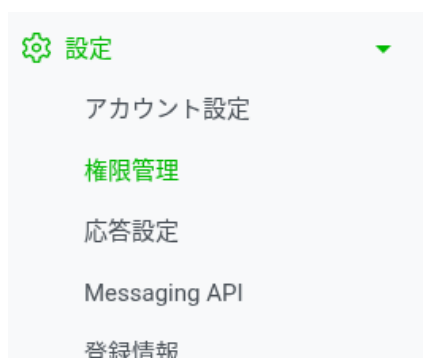 設定
アカウント設定
権限管理
応答設定
Messaging API
登録情報